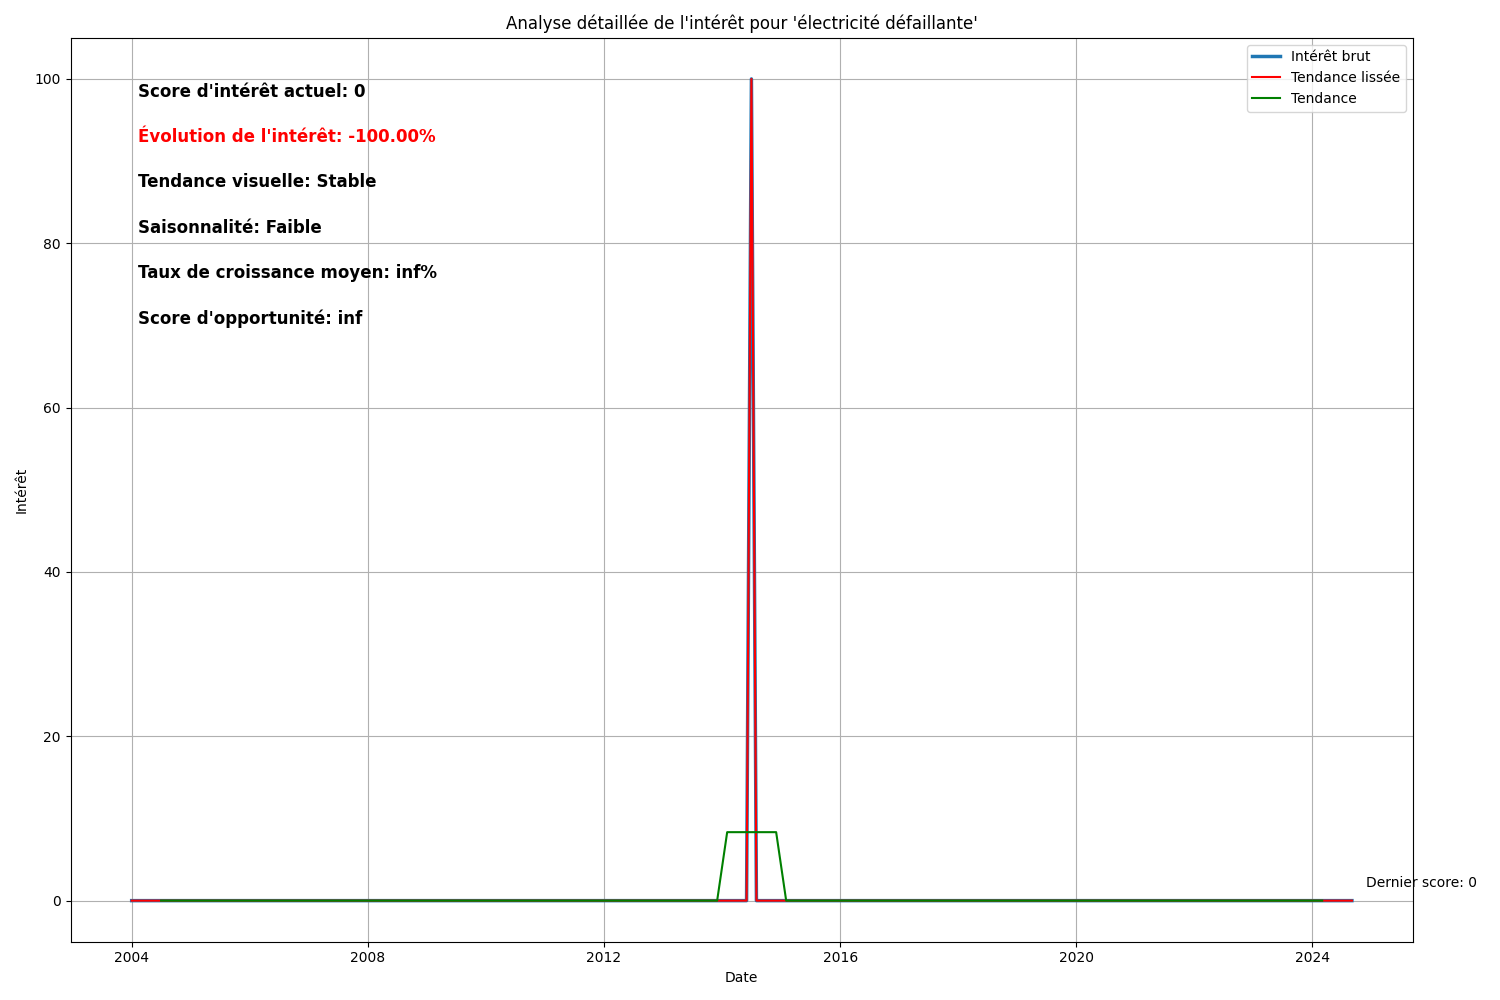 Analyse détaillée de l'intérêt pour 'électricité défaillante'
Intérêt brut
Tendance lissée
Tendance
Score d'intérêt actuel: 0
Évolution de l'intérêt: -100.00%
Tendance visuelle: Stable
Saisonnalité: Faible
Taux de croissance moyen: inf%
Score d'opportunité: inf
100
80
60
40
20
0
Intérêt
Dernier score: 0
2004
2008
2012
2016
2020
2024
Date